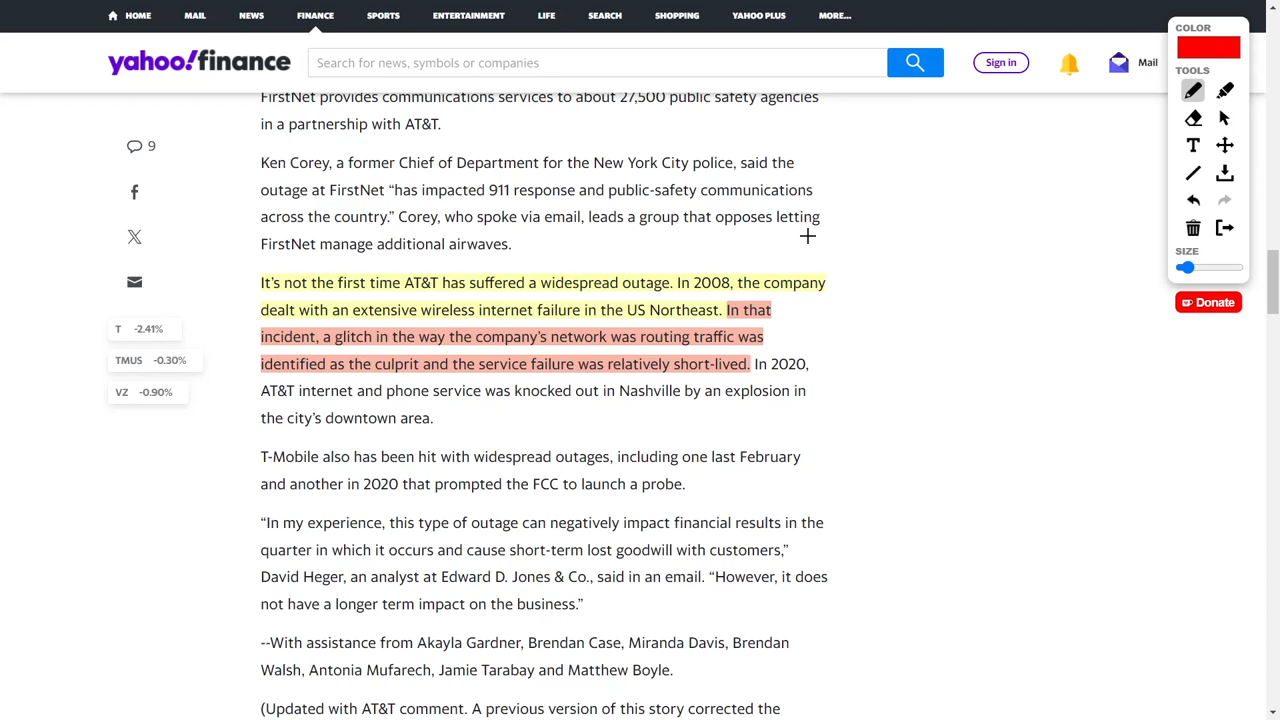 HOME
MAIL
NEWS
FINANCE
SPORTS
ENTERTAINMENT
LIFE
SEARCH
SHOPPING
YAHOO PLUS
MORE...
yahoo!finance
Search for news, symbols or companies
Sign in
Mail
FirstNet provides communications services to about 27,500 public safety agencies
in a partnership with AT&T.
9
Ken Corey, a former Chief of Department for the New York City police, said the
outage at FirstNet “has impacted 911 response and public-safety communications
across the country.” Corey, who spoke via email, leads a group that opposes letting
FirstNet manage additional airwaves.
It’s not the first time AT&T has suffered a widespread outage. In 2008, the company
dealt with an extensive wireless internet failure in the US Northeast. In that
incident, a glitch in the way the company’s network was routing traffic was
identified as the culprit and the service failure was relatively short-lived. In 2020,
AT&T internet and phone service was knocked out in Nashville by an explosion in
the city’s downtown area.
T -2.41%
TMUS -0.30%
VZ -0.90%
T-Mobile also has been hit with widespread outages, including one last February
and another in 2020 that prompted the FCC to launch a probe.
“In my experience, this type of outage can negatively impact financial results in the
quarter in which it occurs and cause short-term lost goodwill with customers,”
David Heger, an analyst at Edward D. Jones & Co., said in an email. “However, it does
not have a longer term impact on the business.”
--With assistance from Akayla Gardner, Brendan Case, Miranda Davis, Brendan
Walsh, Antonia Mufarech, Jamie Tarabay and Matthew Boyle.
(Updated with AT&T comment. A previous version of this story corrected the
COLOR
TOOLS
T
SIZE
Donate